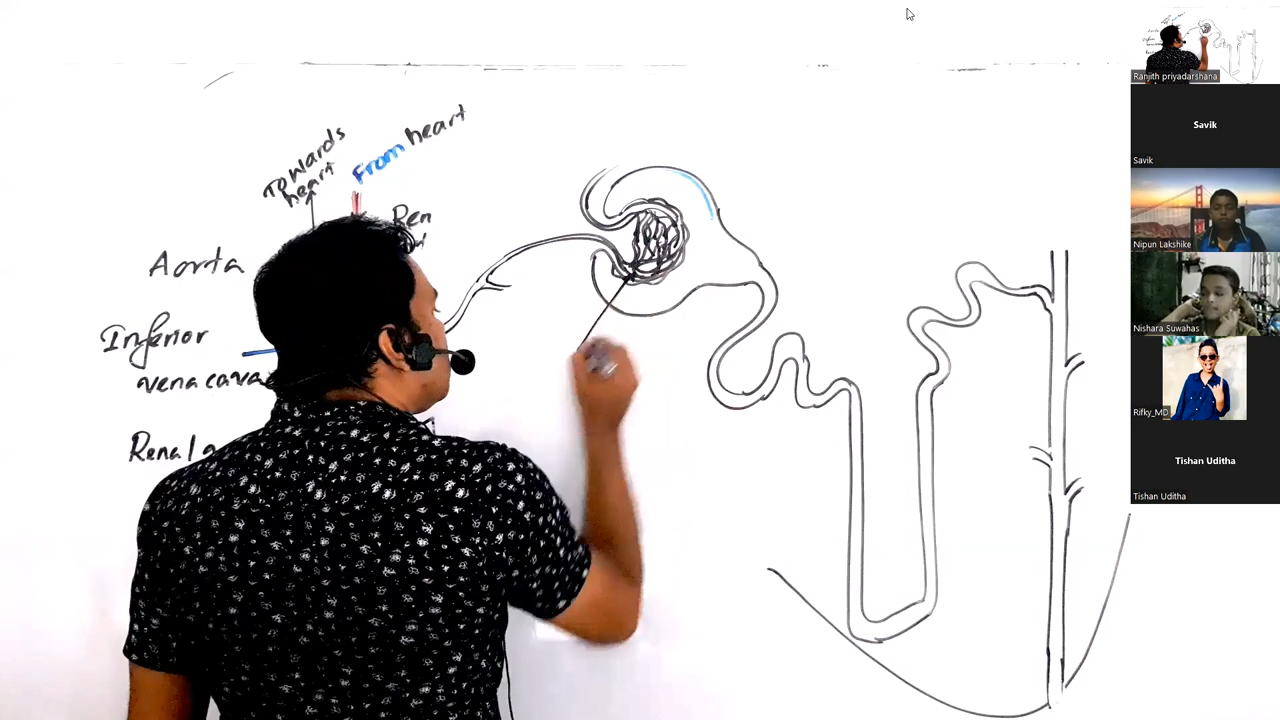 Towards
heart
From heart
Ren
Aorta
Inferior
vena cava
Renal a
Ranjith priyadarshana
Savik
Savik
Nipun Lakshike
Nishara Suwahas
Rifky_MD
Tishan Uditha
Tishan Uditha